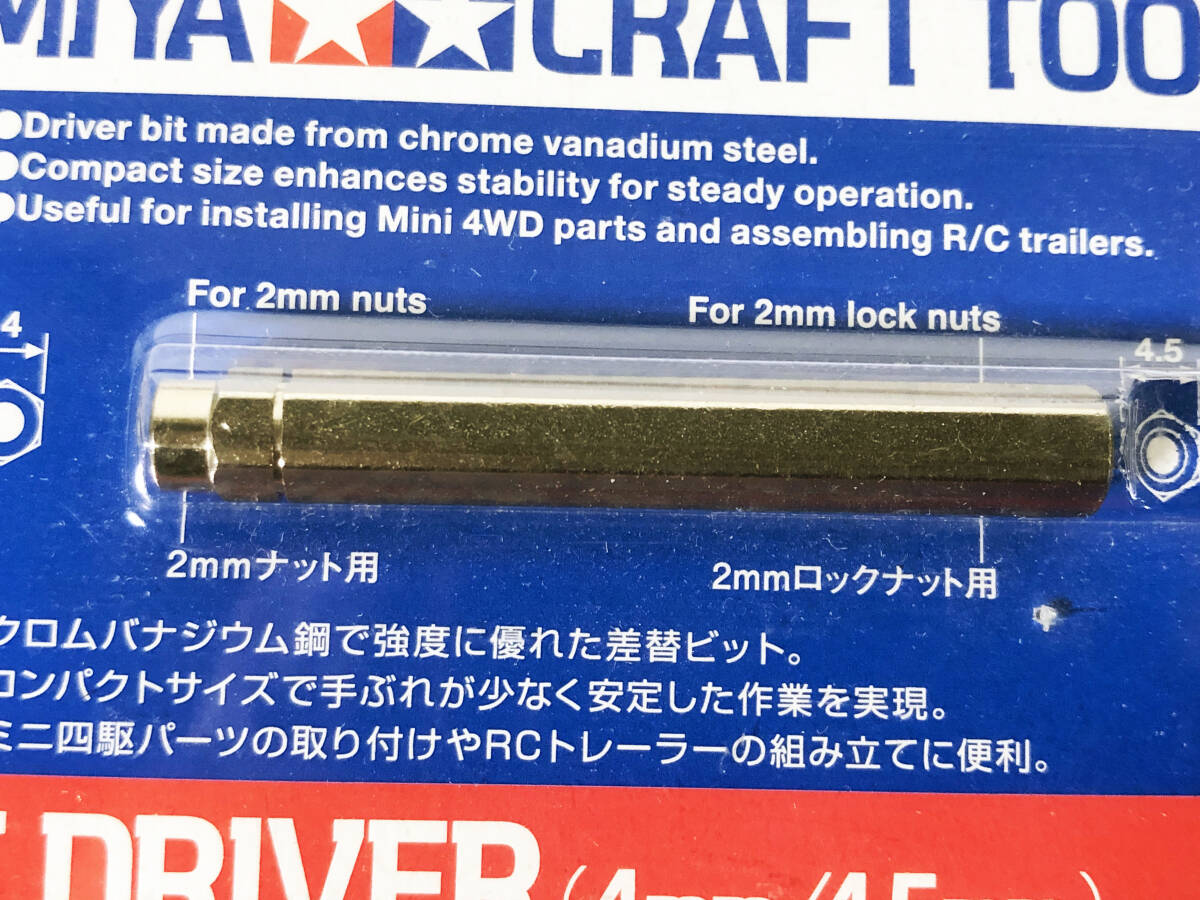 MIYA CRAFT TOO
●Driver bit made from chrome vanadium steel.
●Compact size enhances stability for steady operation.
●Useful for installing Mini 4WD parts and assembling R/C trailers.
For 2mm nuts
For 2mm lock nuts
4
4.5
2mmナット用
2mmロックナット用
クロムバナジウム鋼で強度に優れた差替ビット。
コンパクトサイズで手ぶれが少なく安定した作業を実現。
ミニ四駆パーツの取り付けやRCトレーラーの組み立てに便利。
DRIVER (4mm/4.5mm)